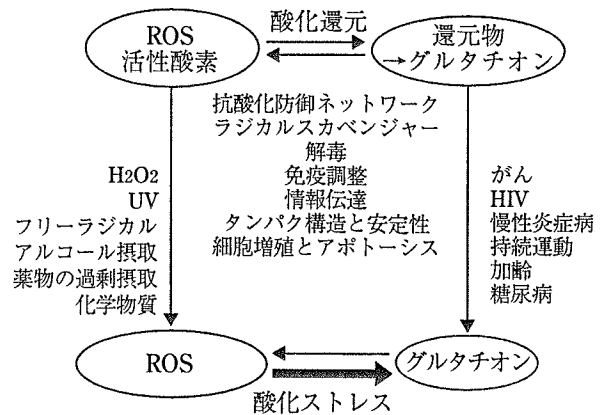 酸化還元
ROS
活性酸素
還元物
→グルタチオン
抗酸化防御ネットワーク
ラジカルスカベンジャー
解毒
免疫調整
情報伝達
タンパク構造と安定性
細胞増殖とアポトーシス
H2O2
UV
フリーラジカル
アルコール摂取
薬物の過剰摂取
化学物質
がん
HIV
慢性炎症病
持続運動
加齢
糖尿病
ROS
グルタチオン
酸化ストレス